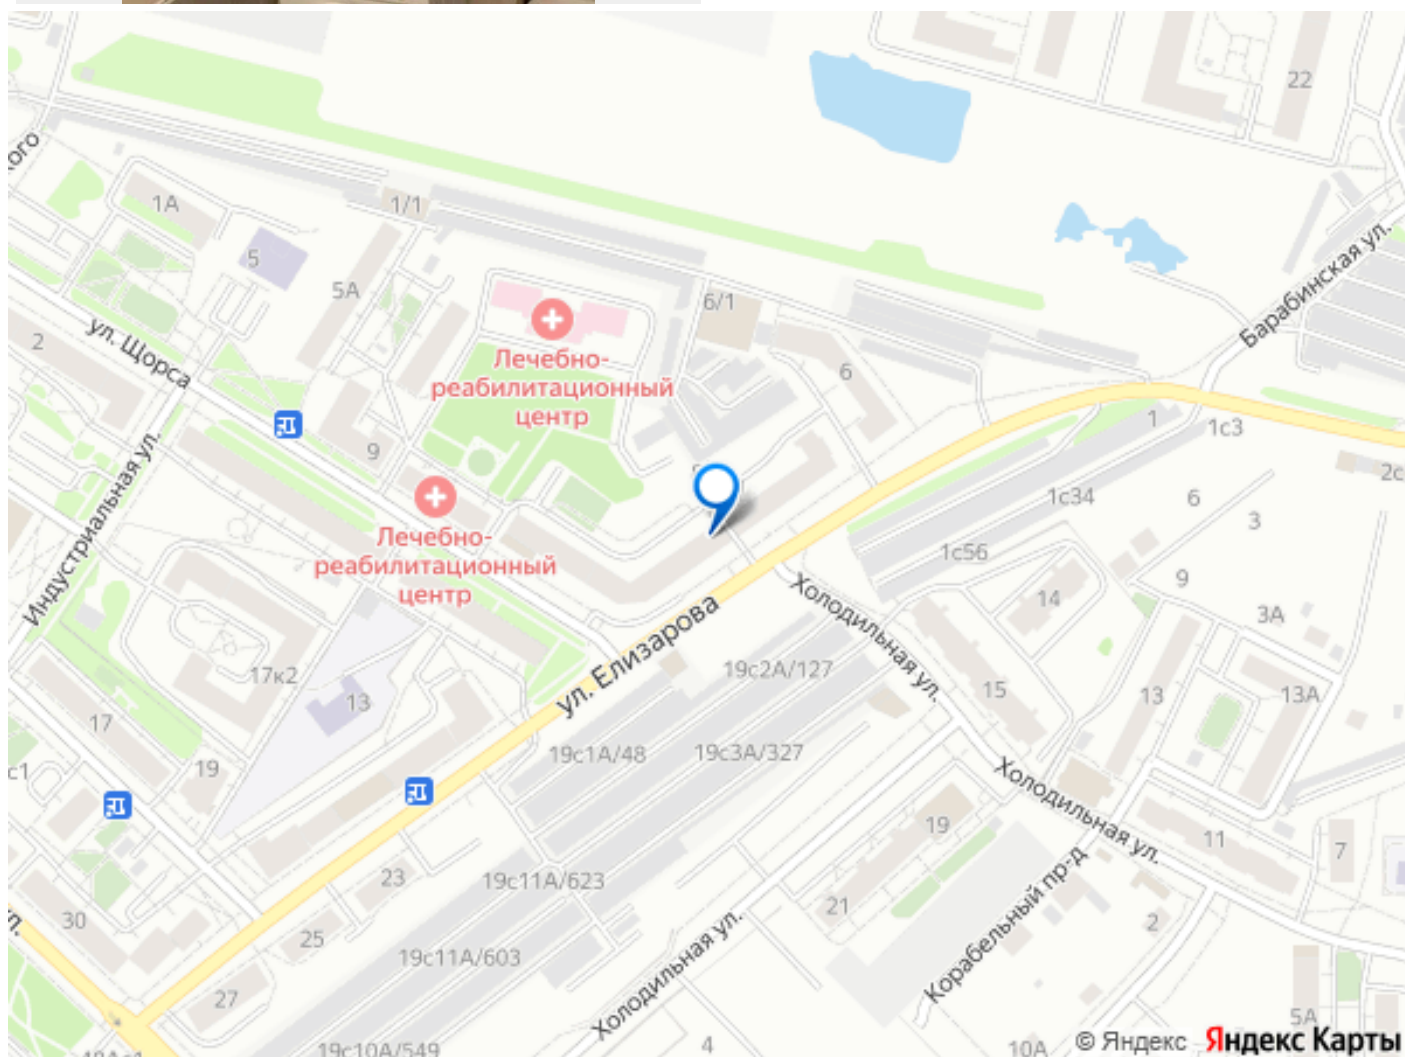 22
1А
1/1
5
5А
6/1
6
ул. Щорса
2
Барабинская ул.
Лечебно-
реабилитационный
центр
9
1
1с3
Индустриальная ул.
1с34
6
3
Лечебно-
реабилитационный
центр
1с56
9
14
3А
Холодильная ул.
ул. Елизарова
17к2
13
19с2А/127
15
13
13А
17
19
19с1А/48
19с3А/327
Холодильная ул.
11
7
19
23
19с11А/623
21
30
25
2
19с11А/603
Холодильная ул.
Корабельный пр-д
27
5А
4
10А
19с10А/549
© Яндекс Яндекс Карты